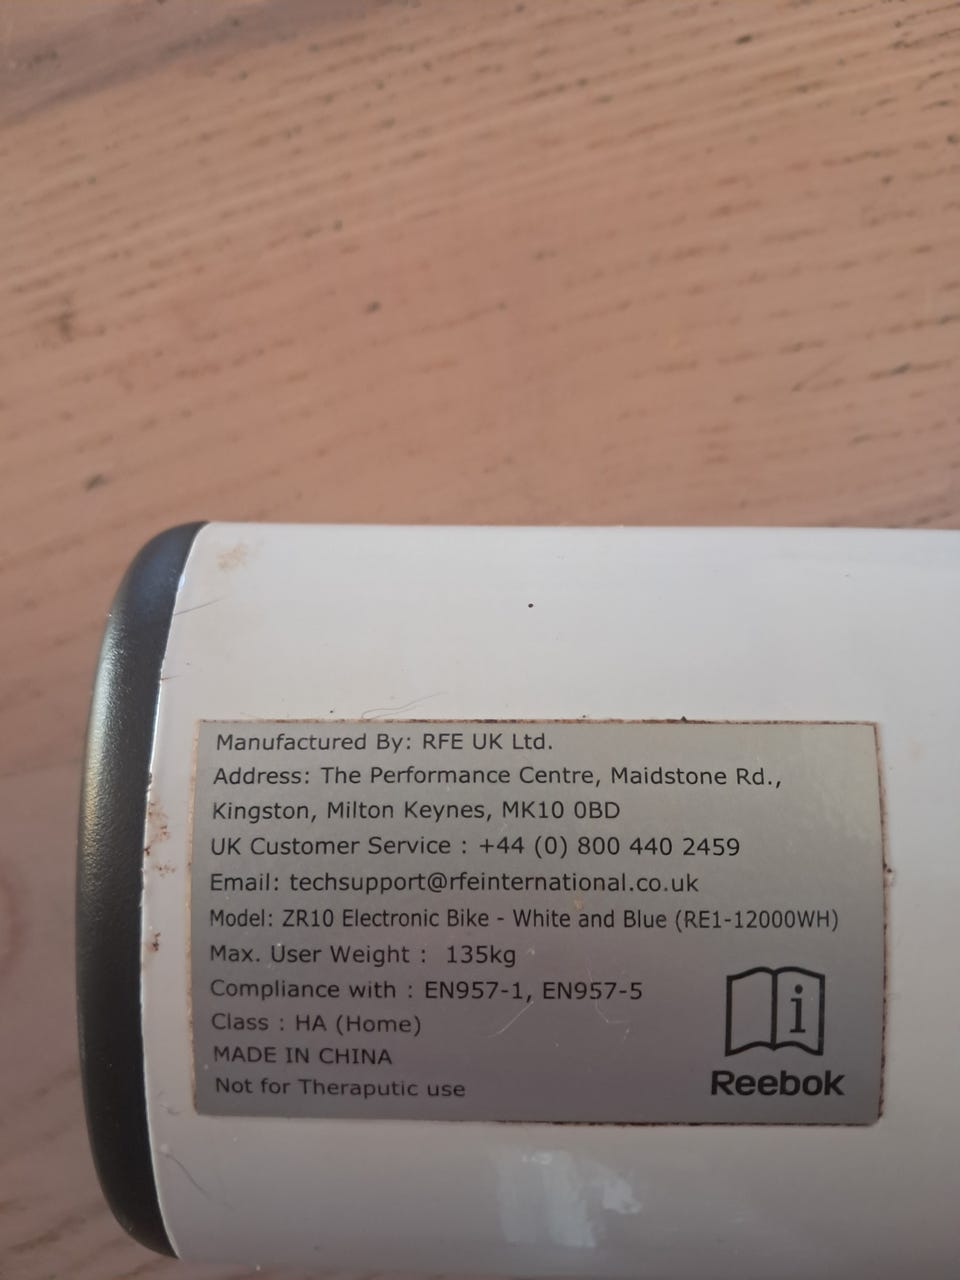 Manufactured By: RFE UK Ltd.
Address: The Performance Centre, Maidstone Rd.,
Kingston, Milton Keynes, MK10 0BD
UK Customer Service : +44 (0) 800 440 2459
Email: techsupport@rfeinternational.co.uk
Model: ZR10 Electronic Bike - White and Blue (RE1-12000WH)
Max. User Weight : 135kg
Compliance with : EN957-1, EN957-5
Class : HA (Home)
MADE IN CHINA
Not for Theraputic use
i
Reebok